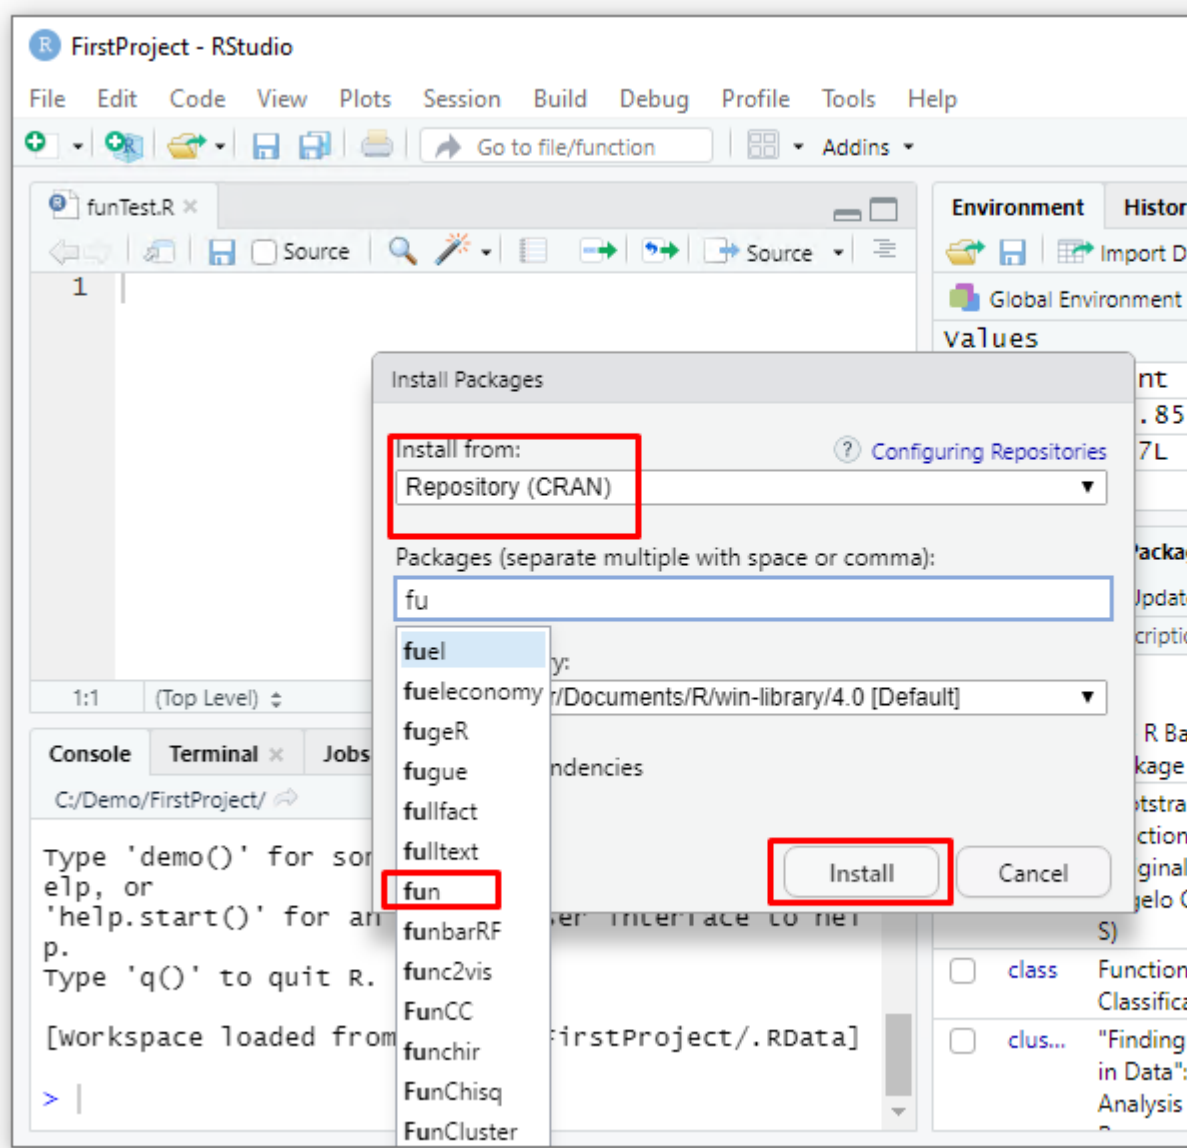 FirstProject - RStudio
File Edit Code View Plots Session Build Debug Profile Tools Help
Go to file/function Addins
funTest.R
Source Source
1
1:1 (Top Level)
Environment Histor
Import D
Global Environment
Values
nt
.85
7L
Install Packages
Install from:
Configuring Repositories
Repository (CRAN)
Packages (separate multiple with space or comma):
fu
fuel
fueleconomy
fugeR
fugue
fullfact
fulltext
fun
funbarRF
func2vis
FunCC
funchir
FunChisq
FunCluster
y:
r/Documents/R/win-library/4.0 [Default]
ndencies
Install Cancel
Console Terminal Jobs
C:/Demo/FirstProject/
Type 'demo()' for sor
elp, or
'help.start()' for an
p.
Type 'q()' to quit R.
[Workspace loaded from FirstProject/.RData]
>
Packa
Update
criptic
R Ba
kage
otstra
ction
ginal
gelo C
S)
class Function
Classifica
clus... "Finding
in Data":
Analysis